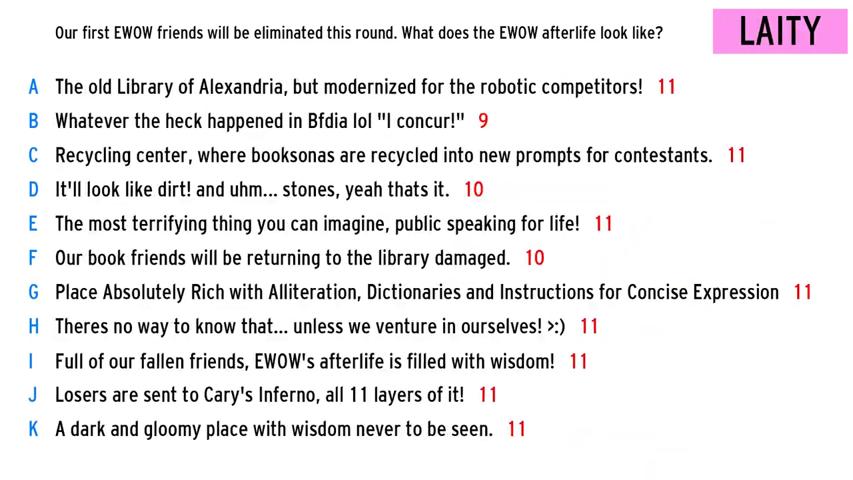 Our first EWOW friends will be eliminated this round. What does the EWOW afterlife look like?
LAITY
A The old Library of Alexandria, but modernized for the robotic competitors! 11
B Whatever the heck happened in Bfdia lol "I concur!" 9
C Recycling center, where booksonas are recycled into new prompts for contestants. 11
D It'll look like dirt! and uhm... stones, yeah thats it. 10
E The most terrifying thing you can imagine, public speaking for life! 11
F Our book friends will be returning to the library damaged. 10
G Place Absolutely Rich with Alliteration, Dictionaries and Instructions for Concise Expression 11
H Theres no way to know that... unless we venture in ourselves! >:) 11
I Full of our fallen friends, EWOW's afterlife is filled with wisdom! 11
J Losers are sent to Cary's Inferno, all 11 layers of it! 11
K A dark and gloomy place with wisdom never to be seen. 11